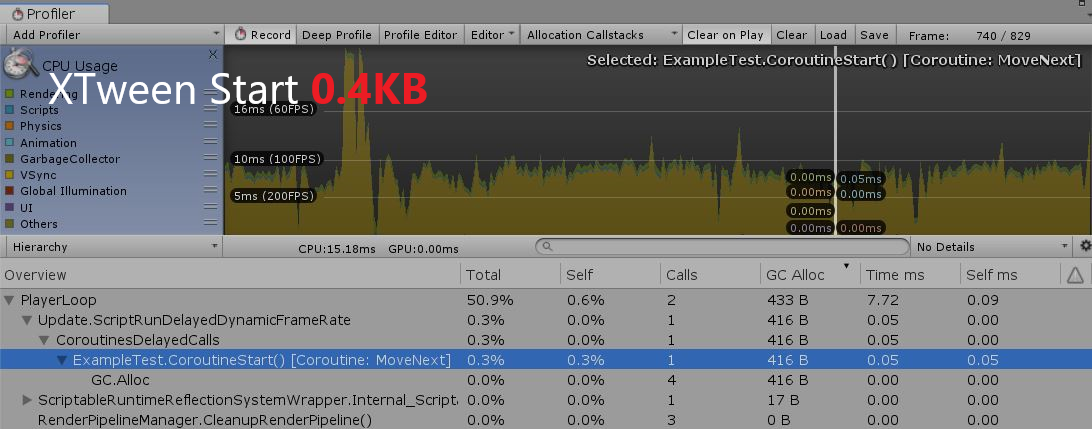 Profiler
Add Profiler Record Deep Profile Profiler Edit Editor Allocation Callstacks Clear on Play Clear Load Save Frame: 740 / 829
CPU Usage
Selected: ExampleTest.CoroutineStart( ) [Coroutine: MoveNext]
XTween Start 0.4KB
Rendering
Scripts
Physics
Animation
GarbageCollector
VSync
Global Illumination
UI
Others
16ms (60FPS)
10ms (100FPS)
5ms (200FPS)
0.00ms 0.05ms
0.00ms 0.00ms
0.00ms
0.00ms 0.00ms
Hierarchy CPU:15.18ms GPU:0.00ms No Details
Overview Total Self Calls GC Alloc Time ms Self ms
PlayerLoop 50.9% 0.6% 2 433 B 7.72 0.09
Update.ScriptRunDelayedDynamicFrameRate 0.3% 0.0% 1 416 B 0.05 0.00
CoroutinesDelayedCalls 0.3% 0.0% 1 416 B 0.05 0.00
ExampleTest.CoroutineStart() [Coroutine: MoveNext] 0.3% 0.3% 1 416 B 0.05 0.05
GC.Alloc 0.0% 0.0% 4 416 B 0.00 0.00
ScriptableRuntimeReflectionSystemWrapper.Internal_Scripta 0.0% 0.0% 1 17 B 0.00 0.00
RenderPipelineManager.CleanupRenderPipeline() 0.0% 0.0% 3 0 B 0.00 0.00